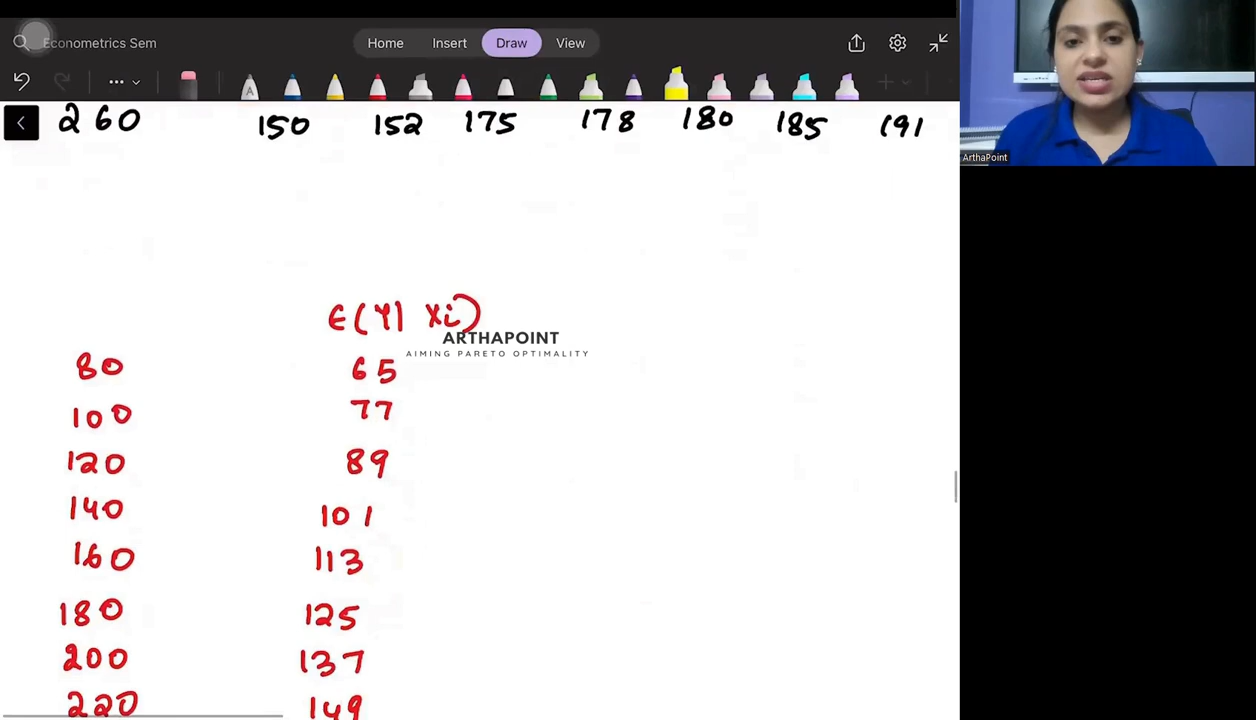 Econometrics Sem
Home Insert Draw View
A
260 150 152 175 178 180 185 191
E(Y| Xi)
ARTHAPOINT
AIMING PARETO OPTIMALITY
80 65
100 77
120 89
140 101
160 113
180 125
200 137
220 149
ArthaPoint